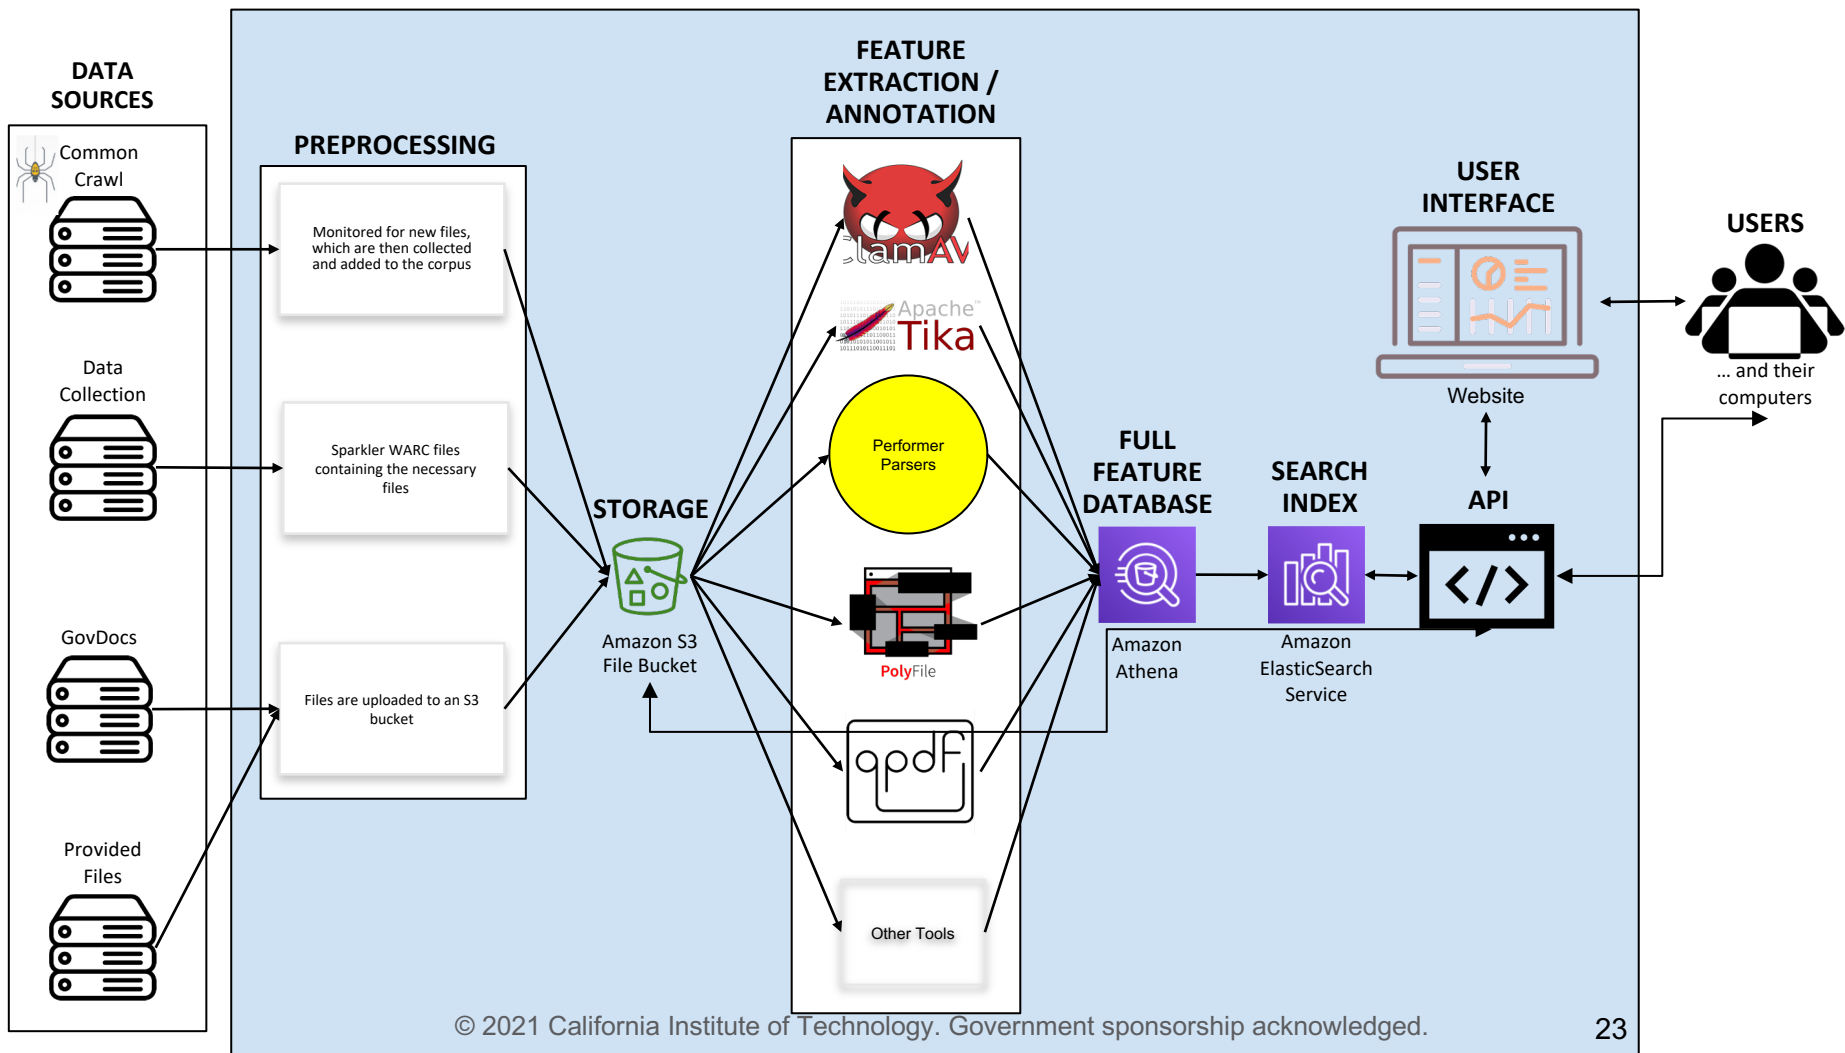 DATA
SOURCES
Common
Crawl
Data
Collection
GovDocs
Provided
Files
PREPROCESSING
Monitored for new files,
which are then collected
and added to the corpus
Sparkler WARC files
containing the necessary
files
Files are uploaded to an S3
bucket
STORAGE
Amazon S3
File Bucket
FEATURE
EXTRACTION /
ANNOTATION
ClamAV
Apache™
Tika
Performer
Parsers
PolyFile
qpdf
Other Tools
FULL
FEATURE
DATABASE
Amazon
Athena
SEARCH
INDEX
Amazon
ElasticSearch
Service
USER
INTERFACE
Website
API
</>
USERS
... and their
computers
© 2021 California Institute of Technology. Government sponsorship acknowledged.
23